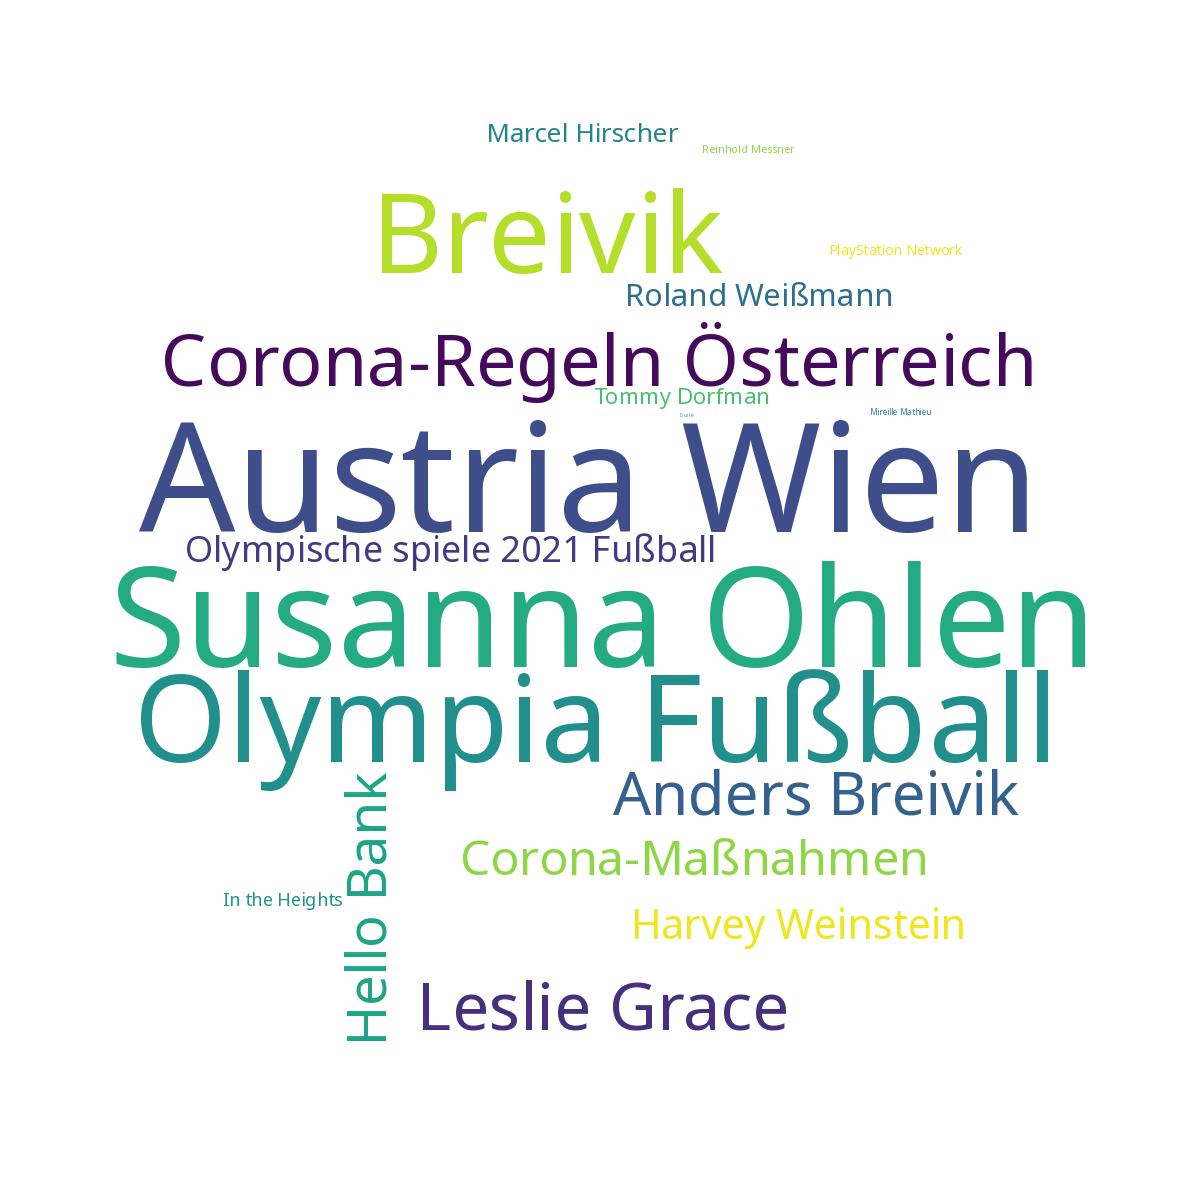 Marcel Hirscher
Reinhold Messner
Breivik
PlayStation Network
Roland Weißmann
Corona-Regeln Österreich
Tommy Dorfman
Mireille Mathieu
Dune
Austria Wien
Olympische spiele 2021 Fußball
Susanna Ohlen
Olympia Fußball
Anders Breivik
Hello Bank
Corona-Maßnahmen
In the Heights
Harvey Weinstein
Leslie Grace